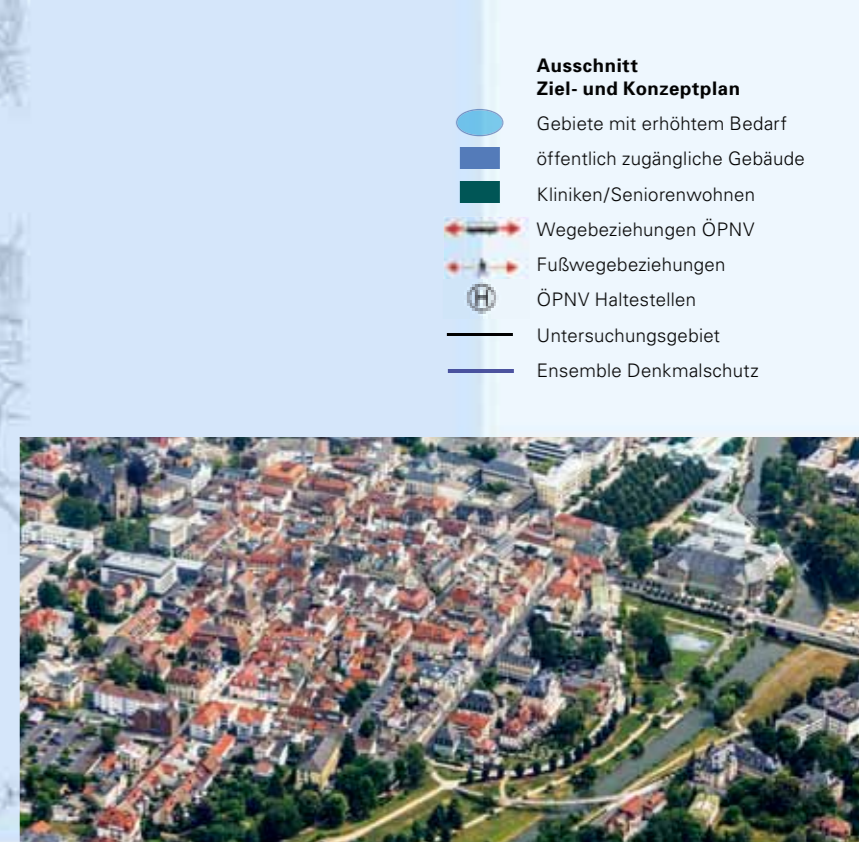 Ausschnitt
Ziel- und Konzeptplan
Gebiete mit erhöhtem Bedarf
öffentlich zugängliche Gebäude
Kliniken/Seniorenwohnen
Wegebeziehungen ÖPNV
Fußwegebeziehungen
H ÖPNV Haltestellen
Untersuchungsgebiet
Ensemble Denkmalschutz